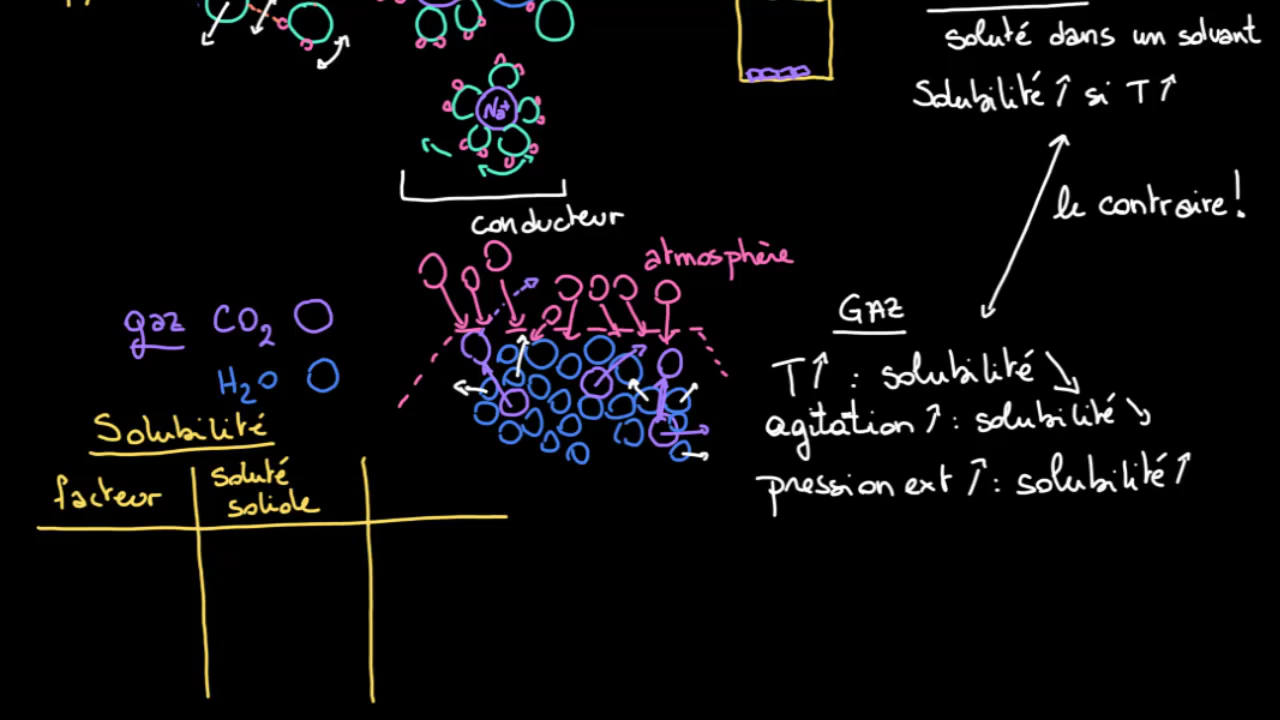 soluté dans un solvant
Solubilité ↑ si T ↑
Na+
le contraire!
conducteur
atmosphère
gaz CO2
H2O
GAZ
T↑ : solubilité ↘
agitation ↑ : solubilité ↘
pression ext ↑ : solubilité ↑
Solubilité
facteur
soluté
solide